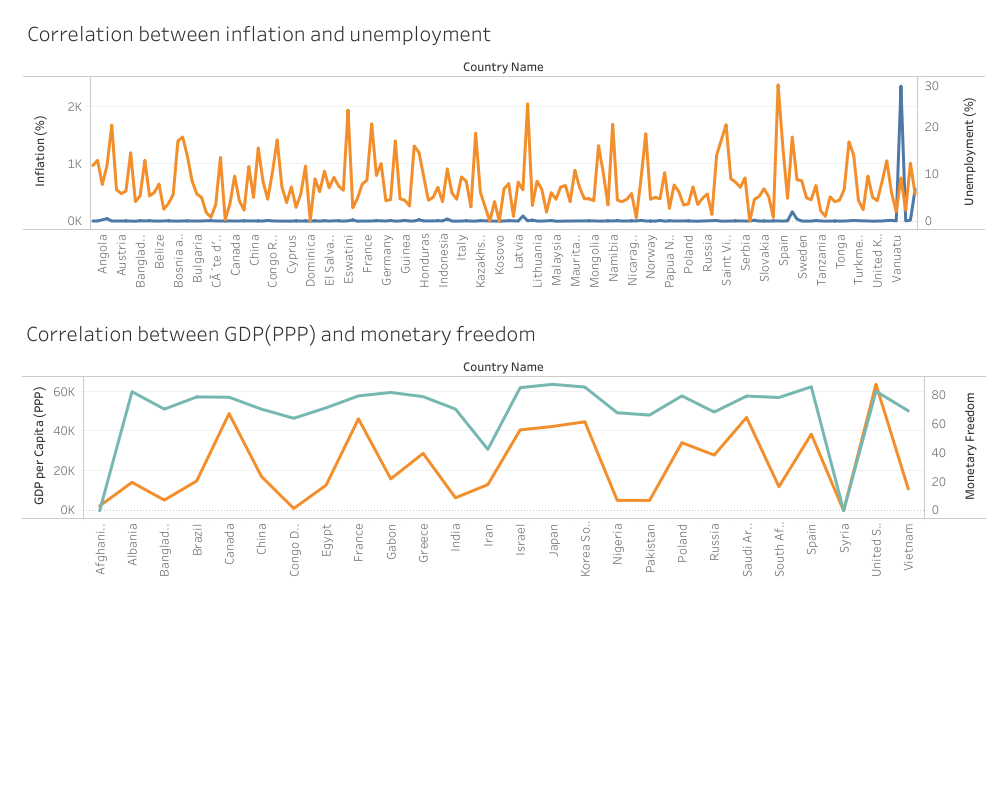 Correlation between inflation and unemployment
Country Name
Inflation (%)
2K
1K
0K
30
20
10
0
Unemployment (%)
Angola
Austria
Banglad..
Belize
Bosnia a..
Bulgaria
CÃ´te d'..
Canada
China
Congo R..
Cyprus
Dominica
El Salva..
Eswatini
France
Germany
Guinea
Honduras
Indonesia
Italy
Kazakhs..
Kosovo
Latvia
Lithuania
Malaysia
Maurita..
Mongolia
Namibia
Nicarag..
Norway
Papua N..
Poland
Russia
Saint Vi..
Serbia
Slovakia
Spain
Sweden
Tanzania
Tonga
Turkme..
United K..
Vanuatu
Correlation between GDP(PPP) and monetary freedom
Country Name
GDP per Capita (PPP)
60K
40K
20K
0K
80
60
40
20
0
Monetary Freedom
Afghani..
Albania
Banglad..
Brazil
Canada
China
Congo D..
Egypt
France
Gabon
Greece
India
Iran
Israel
Japan
Korea So..
Nigeria
Pakistan
Poland
Russia
Saudi Ar..
South Af..
Spain
Syria
United S..
Vietnam